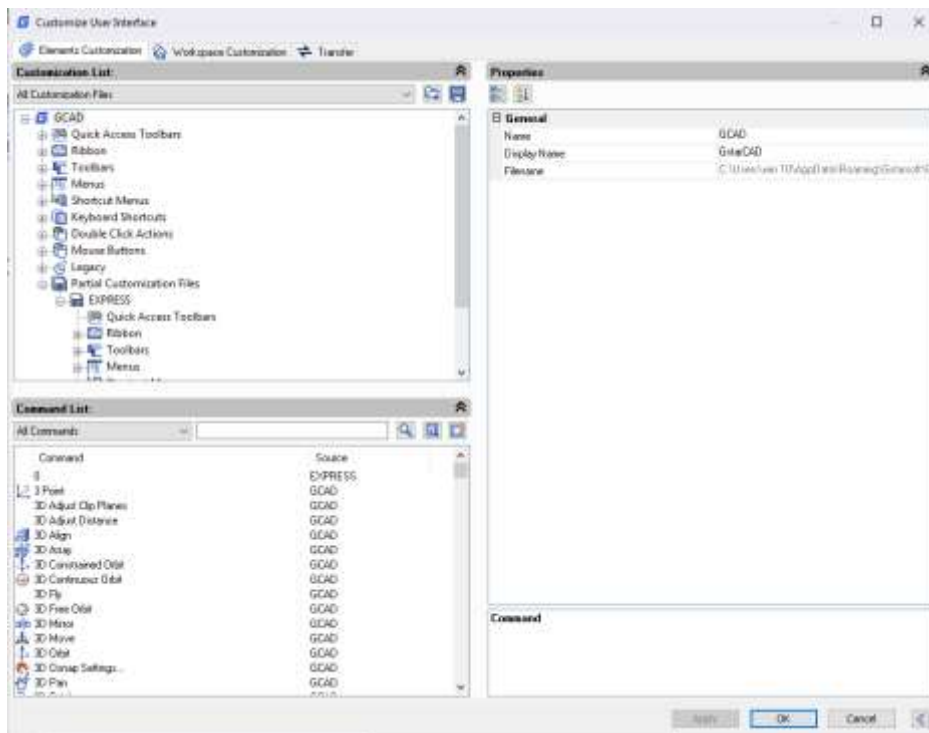 Customize User Interface
Elements Customization Workspace Customization Transfer
Customization List:
All Customization Files
GCAD
Quick Access Toolbars
Ribbon
Toolbars
Menus
Shortcut Menus
Keyboard Shortcuts
Double Click Actions
Mouse Buttons
Legacy
Partial Customization Files
EXPRESS
Quick Access Toolbars
Ribbon
Toolbars
Menus
Properties
General
Name GCAD
Display Name GstarCAD
Filename
Command List:
All Commands
Command Source
EXPRESS
3 Point GCAD
3D Adjust Clip Planes GCAD
3D Adjust Distance GCAD
3D Align GCAD
3D Array GCAD
3D Constrained Orbit GCAD
3D Continuous Orbit GCAD
3D Fly GCAD
3D Free Orbit GCAD
3D Mirror GCAD
3D Move GCAD
3D Orbit GCAD
3D Osnap Settings... GCAD
3D Pan GCAD
Command
Apply OK Cancel